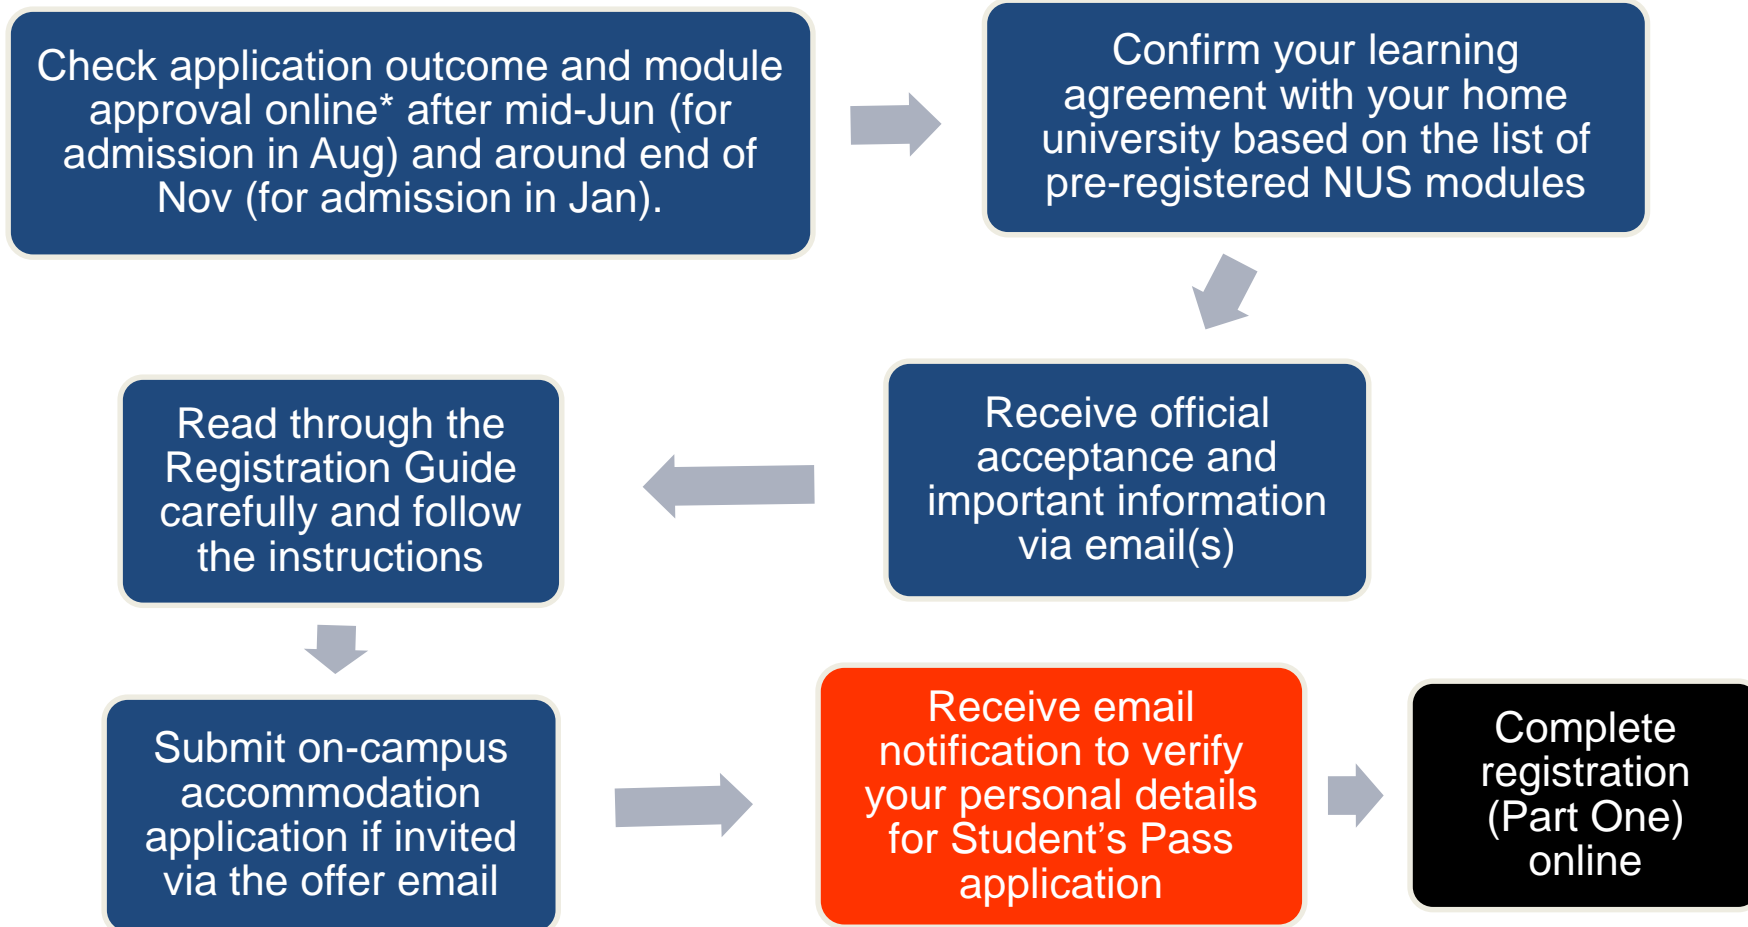 Check application outcome and module
approval online* after mid-Jun (for
admission in Aug) and around end of
Nov (for admission in Jan).
Confirm your learning
agreement with your home
university based on the list of
pre-registered NUS modules
Receive official
acceptance and
important information
via email(s)
Read through the
Registration Guide
carefully and follow
the instructions
Submit on-campus
accommodation
application if invited
via the offer email
Receive email
notification to verify
your personal details
for Student’s Pass
application
Complete
registration
(Part One)
online